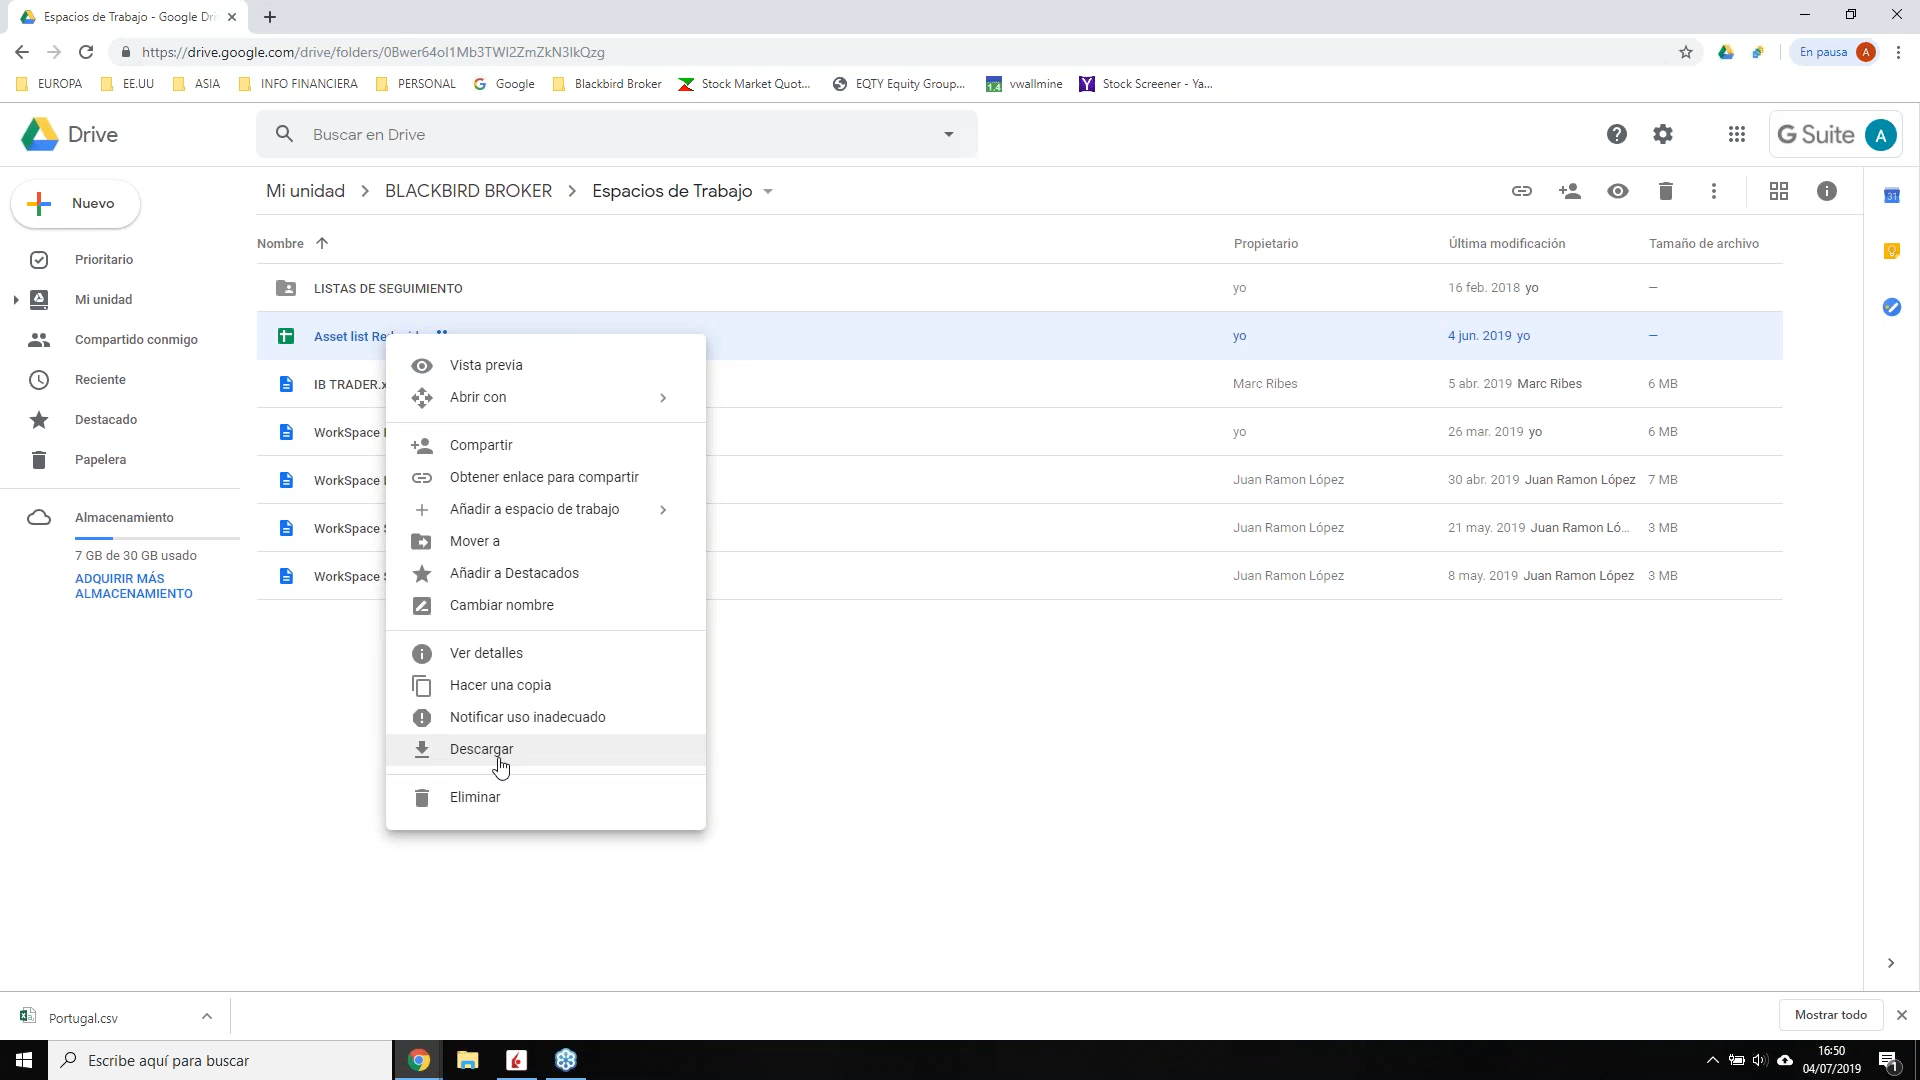 Espacios de Trabajo - Google Dri
https://drive.google.com/drive/folders/0Bwer64oI1Mb3TWI2ZmZkN3lkQzg
En pausa A
EUROPA EE.UU ASIA INFO FINANCIERA PERSONAL Google Blackbird Broker Stock Market Quot... EQTY Equity Group... 1.4 vwallmine Stock Screener - Ya...
Drive
Buscar en Drive
G Suite A
Nuevo
Mi unidad > BLACKBIRD BROKER > Espacios de Trabajo
31
Nombre Propietario Última modificación Tamaño de archivo
Prioritario
Mi unidad
Compartido conmigo
Reciente
Destacado
Papelera
Almacenamiento
7 GB de 30 GB usado
ADQUIRIR MÁS
ALMACENAMIENTO
LISTAS DE SEGUIMIENTO yo 16 feb. 2018 yo —
Asset list yo 4 jun. 2019 yo —
IB TRADER.x Marc Ribes 5 abr. 2019 Marc Ribes 6 MB
WorkSpace yo 26 mar. 2019 yo 6 MB
WorkSpace Juan Ramon López 30 abr. 2019 Juan Ramon López 7 MB
WorkSpace Juan Ramon López 21 may. 2019 Juan Ramon Ló... 3 MB
WorkSpace Juan Ramon López 8 may. 2019 Juan Ramon López 3 MB
Vista previa
Abrir con
Compartir
Obtener enlace para compartir
Añadir a espacio de trabajo
Mover a
Añadir a Destacados
Cambiar nombre
Ver detalles
Hacer una copia
Notificar uso inadecuado
Descargar
Eliminar
Portugal.csv
Mostrar todo
Escribe aquí para buscar
16:50
04/07/2019
1